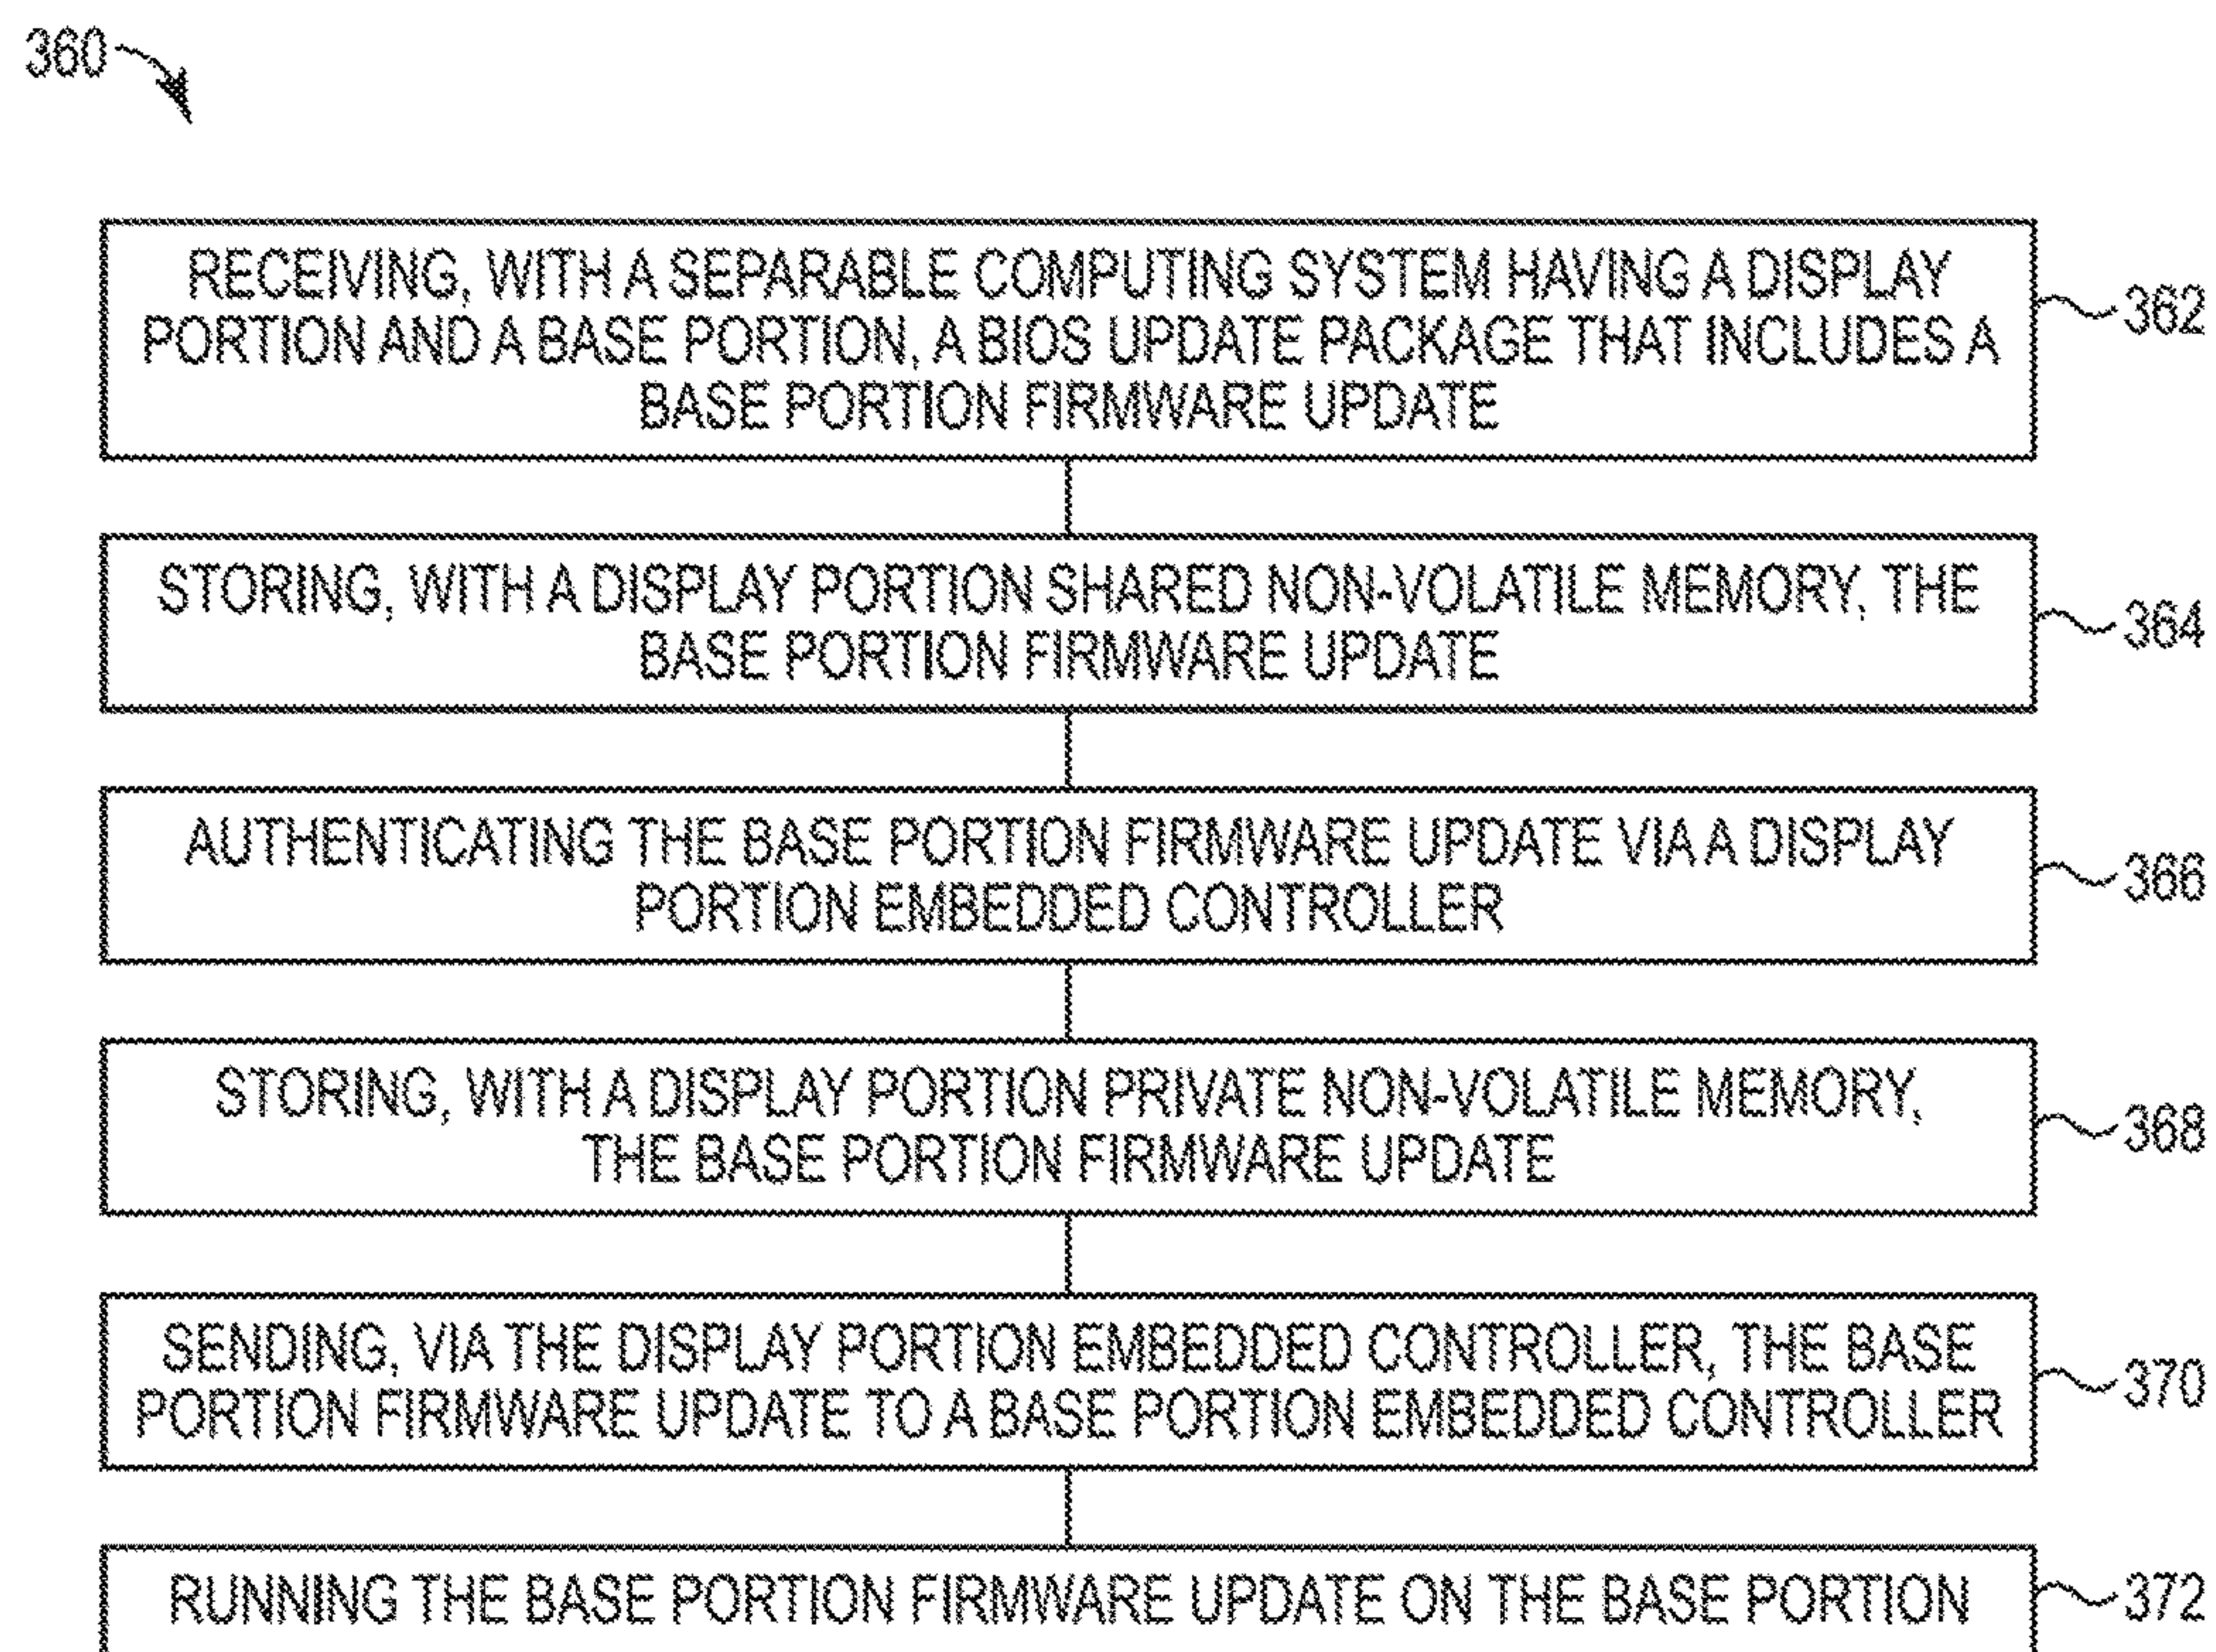 360
RECEIVING, WITH A SEPARABLE COMPUTING SYSTEM HAVING A DISPLAY
PORTION AND A BASE PORTION, A BIOS UPDATE PACKAGE THAT INCLUDES A
BASE PORTION FIRMWARE UPDATE
362
STORING, WITH A DISPLAY PORTION SHARED NON-VOLATILE MEMORY, THE
BASE PORTION FIRMWARE UPDATE
364
AUTHENTICATING THE BASE PORTION FIRMWARE UPDATE VIA A DISPLAY
PORTION EMBEDDED CONTROLLER
366
STORING, WITH A DISPLAY PORTION PRIVATE NON-VOLATILE MEMORY,
THE BASE PORTION FIRMWARE UPDATE
368
SENDING, VIA THE DISPLAY PORTION EMBEDDED CONTROLLER, THE BASE
PORTION FIRMWARE UPDATE TO A BASE PORTION EMBEDDED CONTROLLER
370
RUNNING THE BASE PORTION FIRMWARE UPDATE ON THE BASE PORTION
372